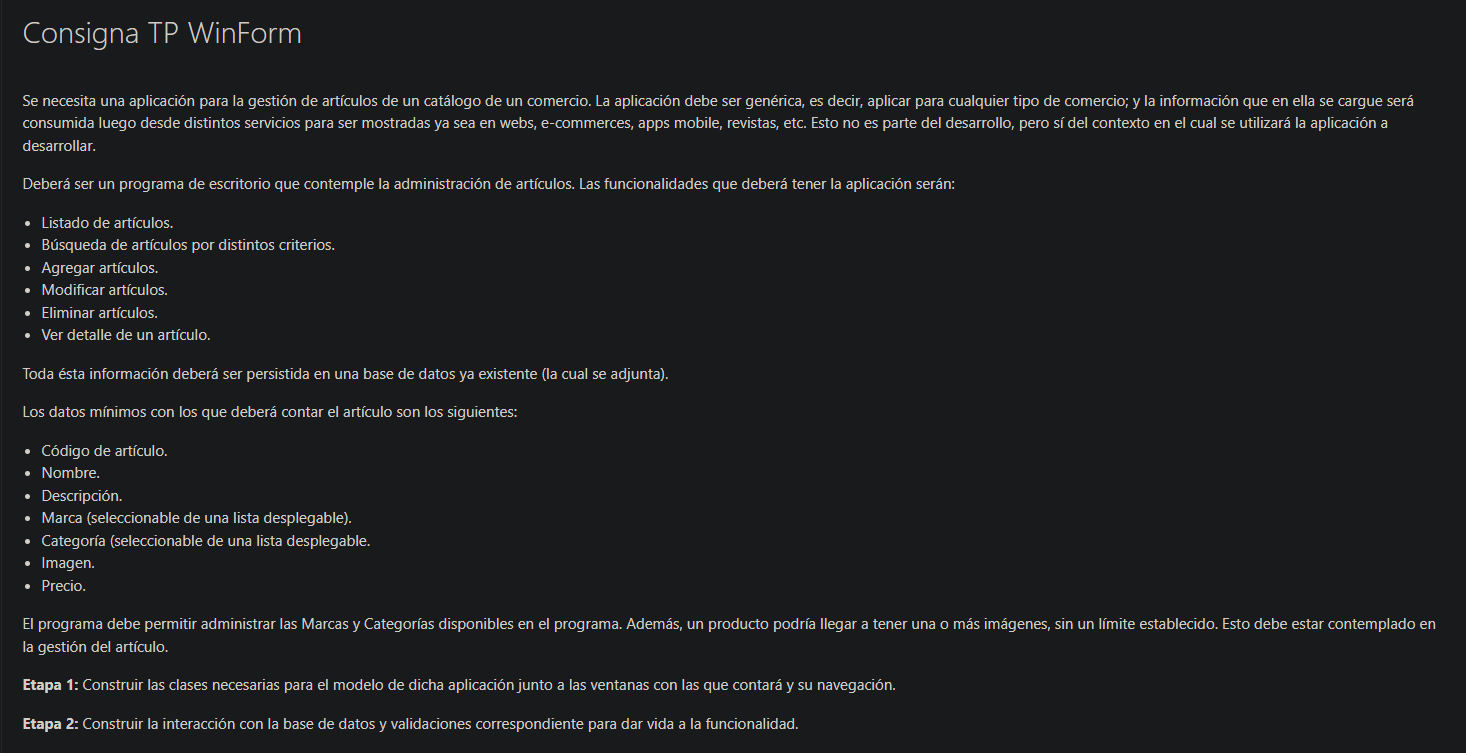 Consigna TP WinForm
Se necesita una aplicación para la gestión de artículos de un catálogo de un comercio. La aplicación debe ser genérica, es decir, aplicar para cualquier tipo de comercio; y la información que en ella se cargue será
consumida luego desde distintos servicios para ser mostradas ya sea en webs, e-commerces, apps mobile, revistas, etc. Esto no es parte del desarrollo, pero sí del contexto en el cual se utilizará la aplicación a
desarrollar.
Deberá ser un programa de escritorio que contemple la administración de artículos. Las funcionalidades que deberá tener la aplicación serán:
• Listado de artículos.
• Búsqueda de artículos por distintos criterios.
• Agregar artículos.
• Modificar artículos.
• Eliminar artículos.
• Ver detalle de un artículo.
Toda ésta información deberá ser persistida en una base de datos ya existente (la cual se adjunta).
Los datos mínimos con los que deberá contar el artículo son los siguientes:
• Código de artículo.
• Nombre.
• Descripción.
• Marca (seleccionable de una lista desplegable).
• Categoría (seleccionable de una lista desplegable.
• Imagen.
• Precio.
El programa debe permitir administrar las Marcas y Categorías disponibles en el programa. Además, un producto podría llegar a tener una o más imágenes, sin un límite establecido. Esto debe estar contemplado en
la gestión del artículo.
Etapa 1: Construir las clases necesarias para el modelo de dicha aplicación junto a las ventanas con las que contará y su navegación.
Etapa 2: Construir la interacción con la base de datos y validaciones correspondiente para dar vida a la funcionalidad.